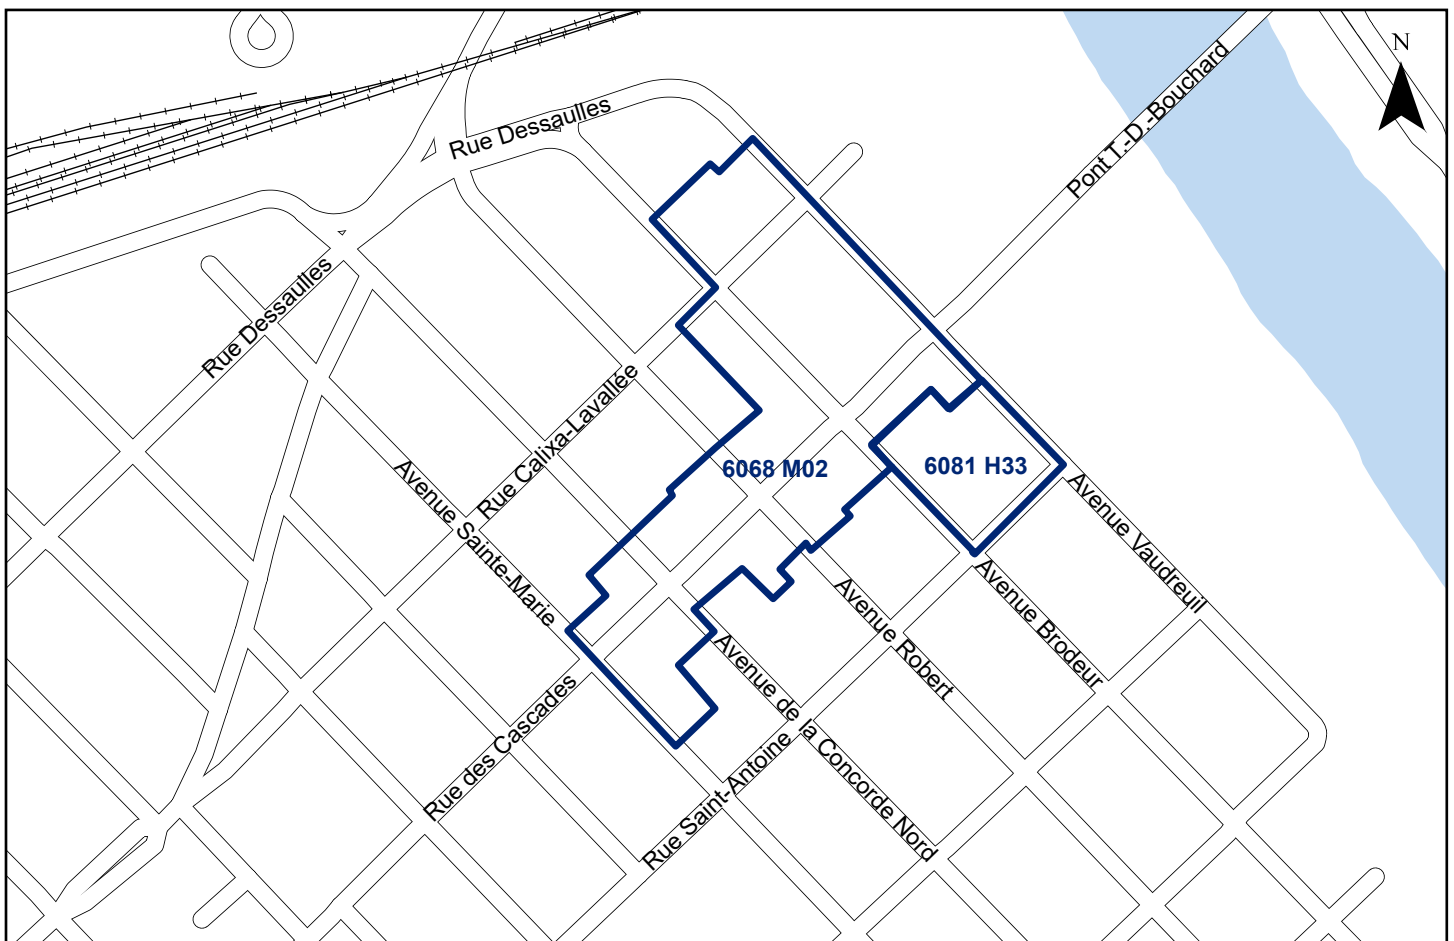 N
Pont T.-D.-Bouchard
Rue Dessaulles
Rue Dessaulles
Rue Calixa-Lavallée
Avenue Sainte-Marie
6068 M02
6081 H33
Avenue Vaudreuil
Avenue Brodeur
Avenue Robert
Avenue de la Concorde Nord
Rue des Cascades
Rue Saint-Antoine